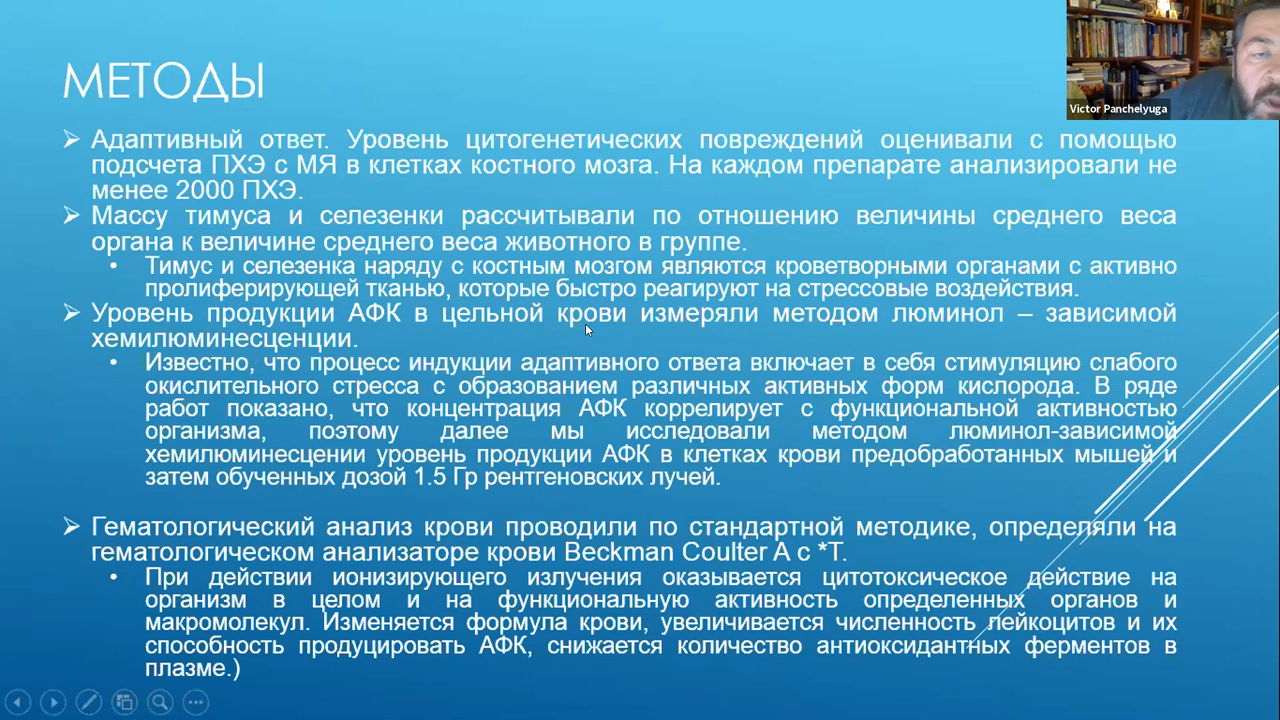 МЕТОДЫ
Victor Panchelyuga
➢ Адаптивный ответ. Уровень цитогенетических повреждений оценивали с помощью
подсчета ПХЭ с МЯ в клетках костного мозга. На каждом препарате анализировали не
менее 2000 ПХЭ.
➢ Массу тимуса и селезенки рассчитывали по отношению величины среднего веса
органа к величине среднего веса животного в группе.
• Тимус и селезенка наряду с костным мозгом являются кроветворными органами с активно
пролиферирующей тканью, которые быстро реагируют на стрессовые воздействия.
➢ Уровень продукции АФК в цельной крови измеряли методом люминол – зависимой
хемилюминесценции.
• Известно, что процесс индукции адаптивного ответа включает в себя стимуляцию слабого
окислительного стресса с образованием различных активных форм кислорода. В ряде
работ показано, что концентрация АФК коррелирует с функциональной активностью
организма, поэтому далее мы исследовали методом люминол-зависимой
хемилюминесцении уровень продукции АФК в клетках крови предобработанных мышей и
затем обученных дозой 1.5 Гр рентгеновских лучей.
➢ Гематологический анализ крови проводили по стандартной методике, определяли на
гематологическом анализаторе крови Beckman Coulter A c *T.
• При действии ионизирующего излучения оказывается цитотоксическое действие на
организм в целом и на функциональную активность определенных органов и
макромолекул. Изменяется формула крови, увеличивается численность лейкоцитов и их
способность продуцировать АФК, снижается количество антиоксидантных ферментов в
плазме.)